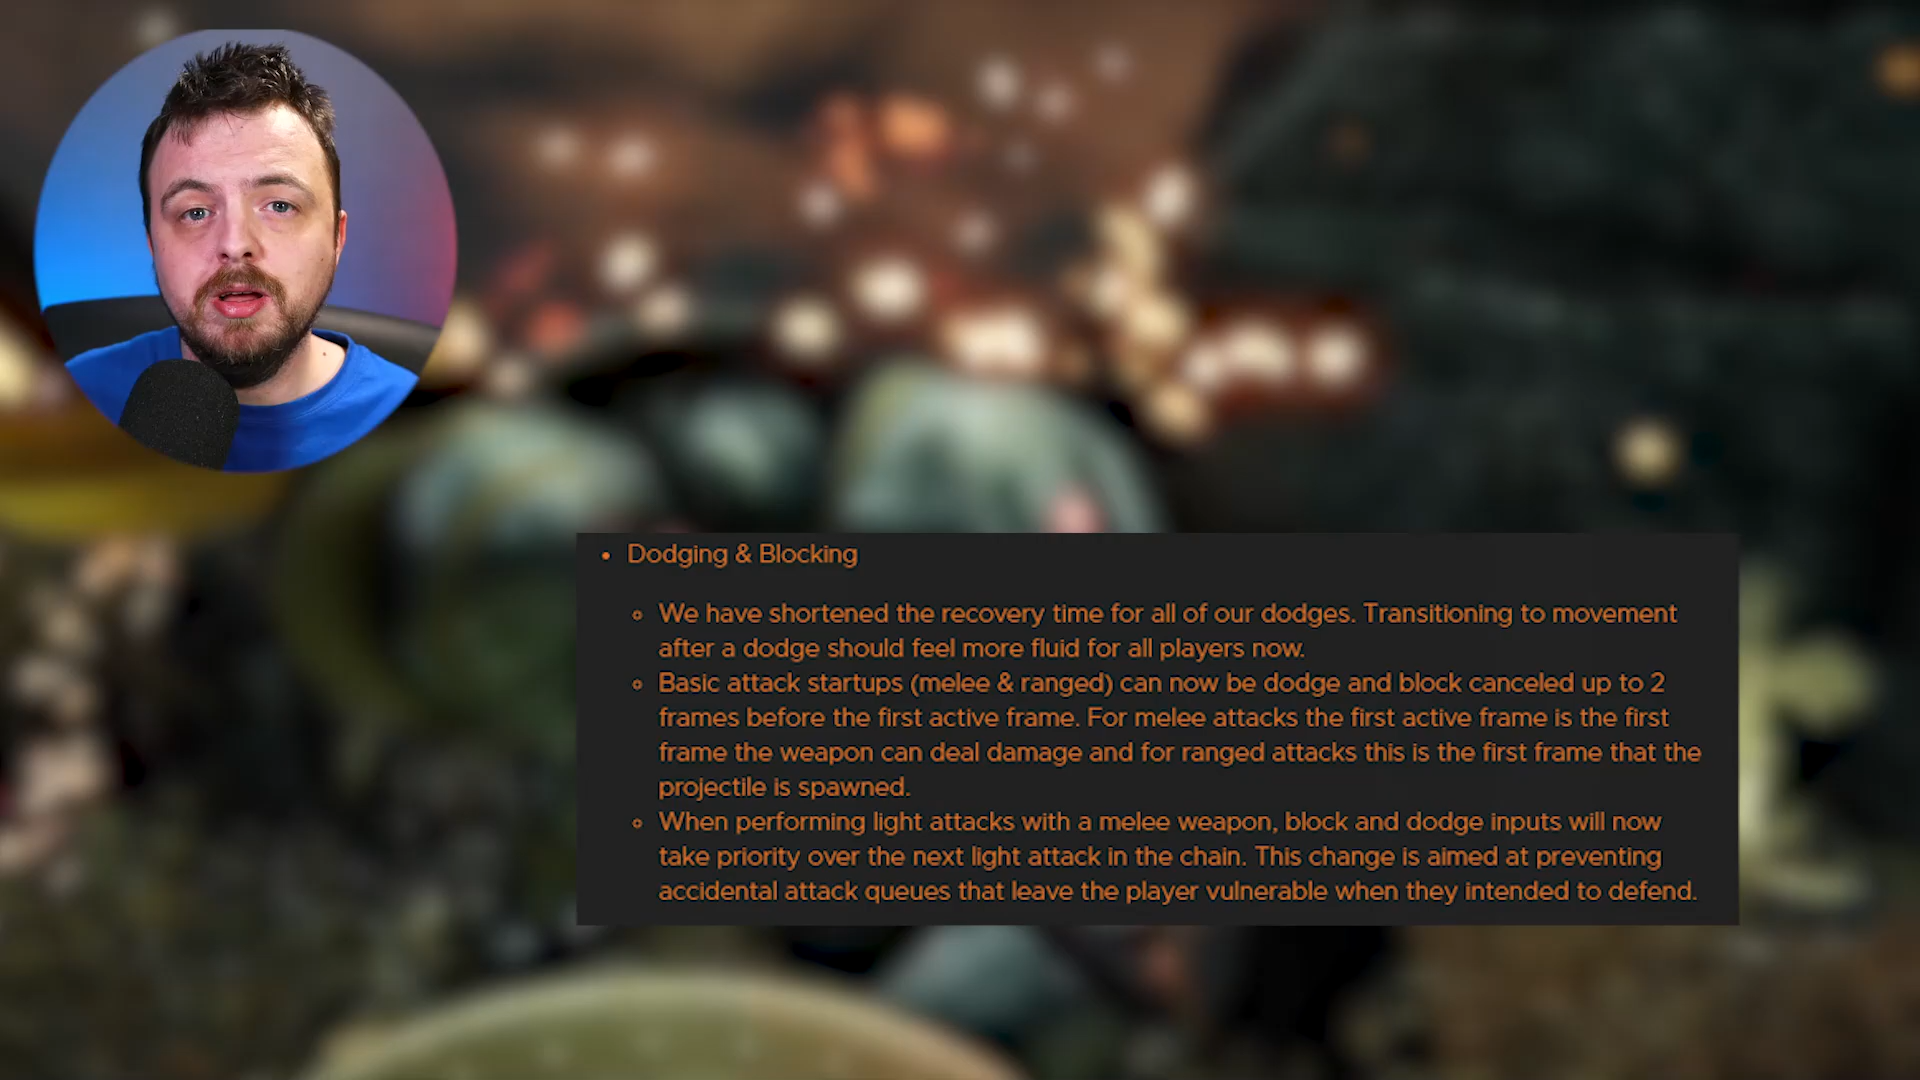 Dodging & Blocking
We have shortened the recovery time for all of our dodges. Transitioning to movement
after a dodge should feel more fluid for all players now.
Basic attack startups (melee & ranged) can now be dodge and block canceled up to 2
frames before the first active frame. For melee attacks the first active frame is the first
frame the weapon can deal damage and for ranged attacks this is the first frame that the
projectile is spawned.
When performing light attacks with a melee weapon, block and dodge inputs will now
take priority over the next light attack in the chain. This change is aimed at preventing
accidental attack queues that leave the player vulnerable when they intended to defend.